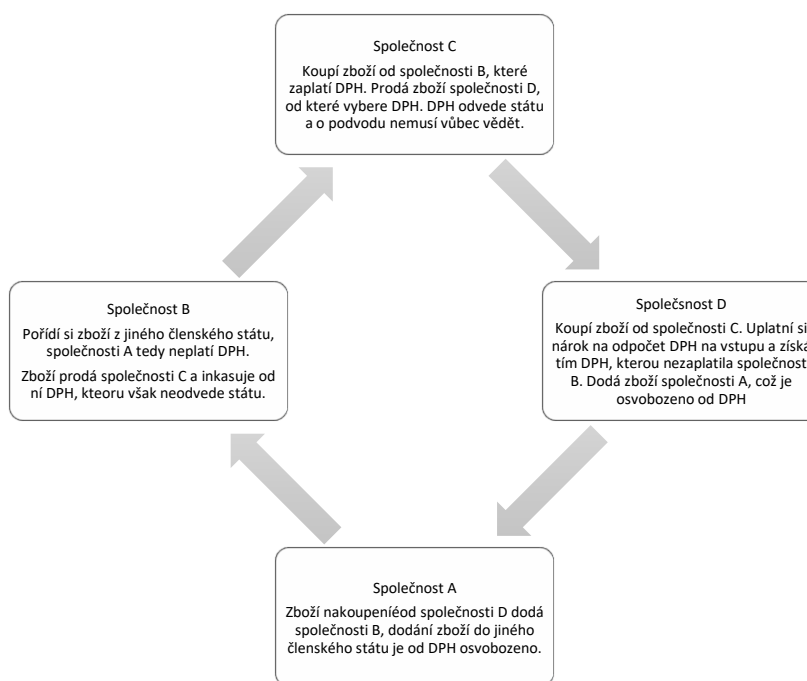 Společnost C
Koupí zboží od společnosti B, které
zaplatí DPH. Prodá zboží společnosti D,
od které vybere DPH. DPH odvede státu
a o podvodu nemusí vůbec vědět.
Společsnost D
Koupí zboží od společnosti C. Uplatní si
nárok na odpočet DPH na vstupu a získá
tím DPH, kterou nezaplatila společnost
B. Dodá zboží společnosti A, což je
osvobozeno od DPH
Společnost A
Zboží nakoupeníéod společnosti D dodá
společnosti B, dodání zboží do jiného
členského státu je od DPH osvobozeno.
Společnost B
Pořídí si zboží z jiného členského státu,
společnosti A tedy neplatí DPH.
Zboží prodá společnosti C a inkasuje od
ní DPH, kteoru však neodvede státu.